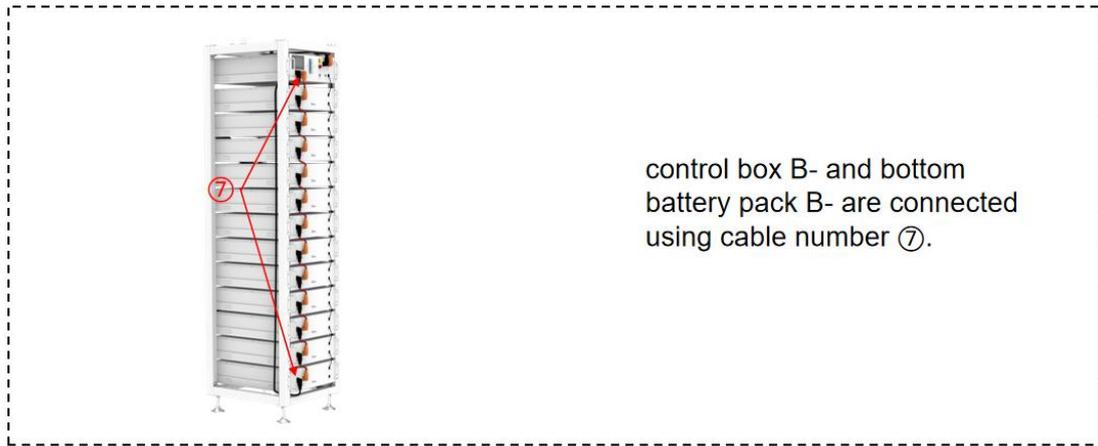 ⑦
control box B- and bottom
battery pack B- are connected
using cable number ⑦.